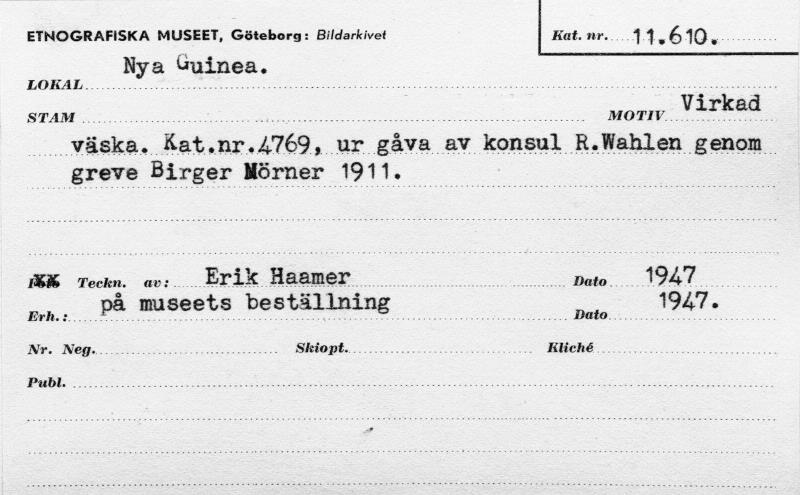 ETNOGRAFISKA MUSEET, Göteborg: Bildarkivet
Kat. nr. 11.610.
LOKAL Nya Guinea.
STAM MOTIV Virkad
väska. Kat.nr.4769, ur gåva av konsul R.Wahlen genom
greve Birger Mörner 1911.
Foto Teckn. av: Erik Haamer Dato 1947
Erh.: på museets beställning Dato 1947.
Nr. Neg. Skiopt. Kliché
Publ.